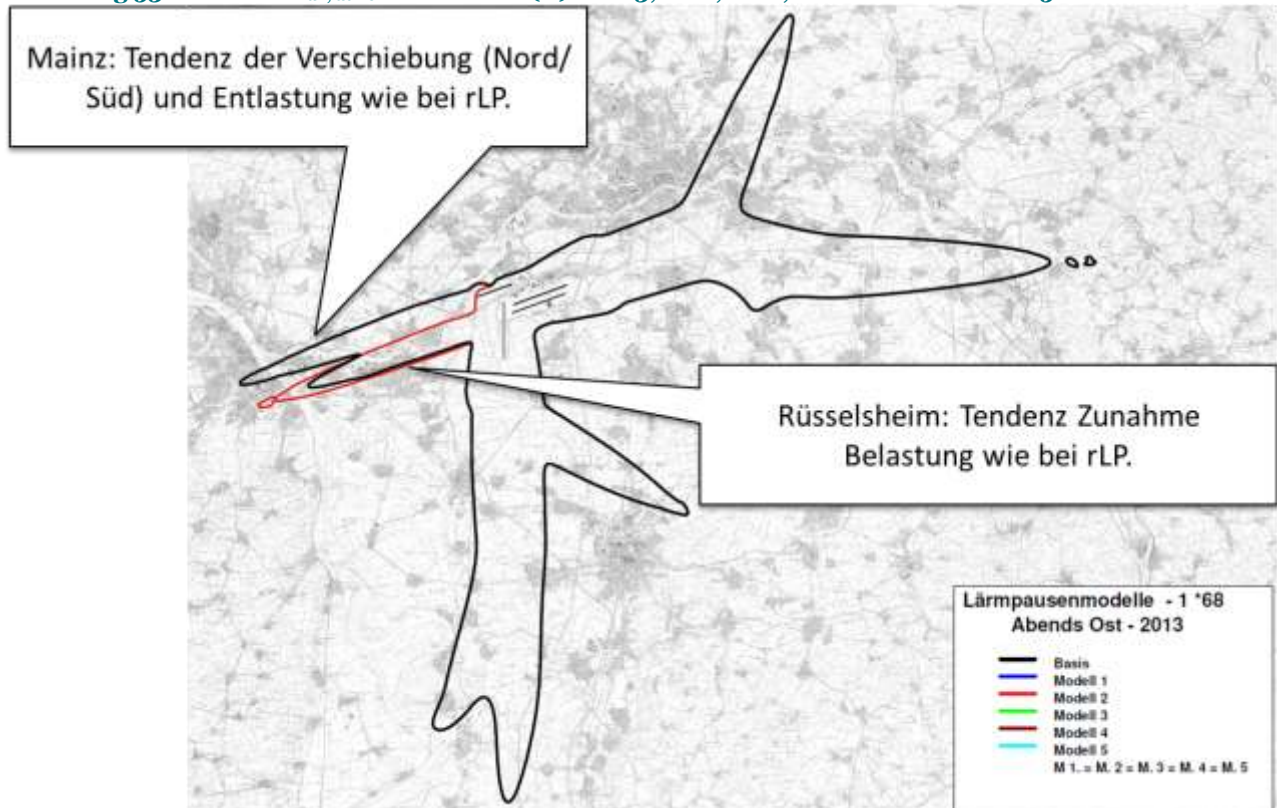 Mainz: Tendenz der Verschiebung (Nord/
Süd) und Entlastung wie bei rLP.
Rüsselsheim: Tendenz Zunahme
Belastung wie bei rLP.
Lärmpausenmodelle - 1 *68
Abends Ost - 2013
Basis
Modell 1
Modell 2
Modell 3
Modell 4
Modell 5
M 1. = M. 2 = M. 3 = M. 4 = M. 5